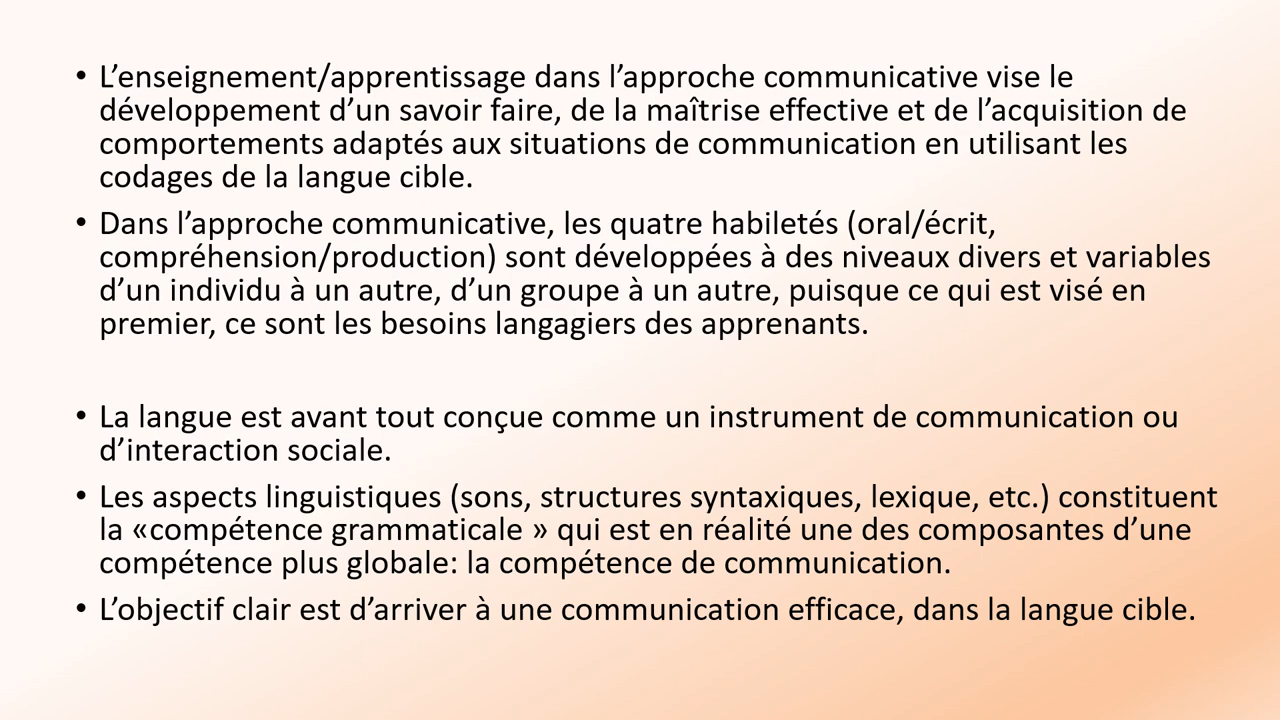 • L’enseignement/apprentissage dans l’approche communicative vise le
développement d’un savoir faire, de la maîtrise effective et de l’acquisition de
comportements adaptés aux situations de communication en utilisant les
codages de la langue cible.
• Dans l’approche communicative, les quatre habiletés (oral/écrit,
compréhension/production) sont développées à des niveaux divers et variables
d’un individu à un autre, d’un groupe à un autre, puisque ce qui est visé en
premier, ce sont les besoins langagiers des apprenants.
• La langue est avant tout conçue comme un instrument de communication ou
d’interaction sociale.
• Les aspects linguistiques (sons, structures syntaxiques, lexique, etc.) constituent
la «compétence grammaticale » qui est en réalité une des composantes d’une
compétence plus globale: la compétence de communication.
• L’objectif clair est d’arriver à une communication efficace, dans la langue cible.